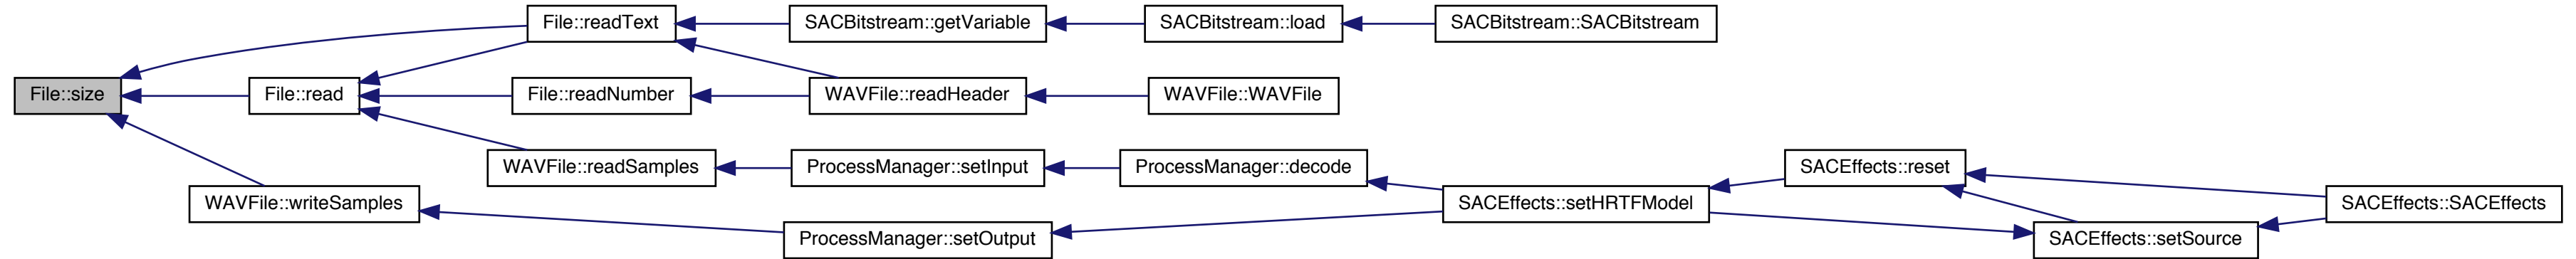 File::size
File::readText
SACBitstream::getVariable
SACBitstream::load
SACBitstream::SACBitstream
File::read
File::readNumber
WAVFile::readHeader
WAVFile::WAVFile
WAVFile::readSamples
ProcessManager::setInput
ProcessManager::decode
SACEffects::reset
WAVFile::writeSamples
SACEffects::setHRTFModel
SACEffects::SACEffects
ProcessManager::setOutput
SACEffects::setSource